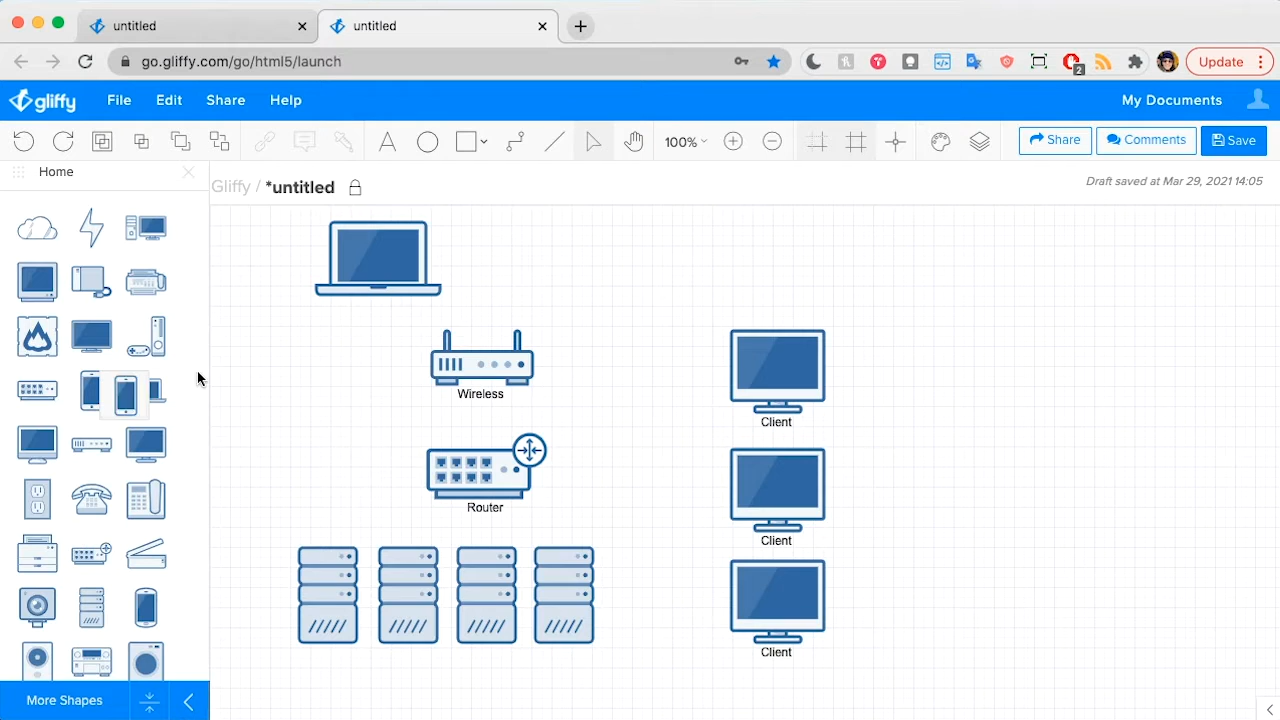 untitled
untitled
go.gliffy.com/go/html5/launch
2
Update
gliffy
File
Edit
Share
Help
My Documents
A
100%
Share
Comments
Save
Home
Gliffy / *untitled
Draft saved at Mar 29, 2021 14:05
Wireless
Router
Client
Client
Client
More Shapes